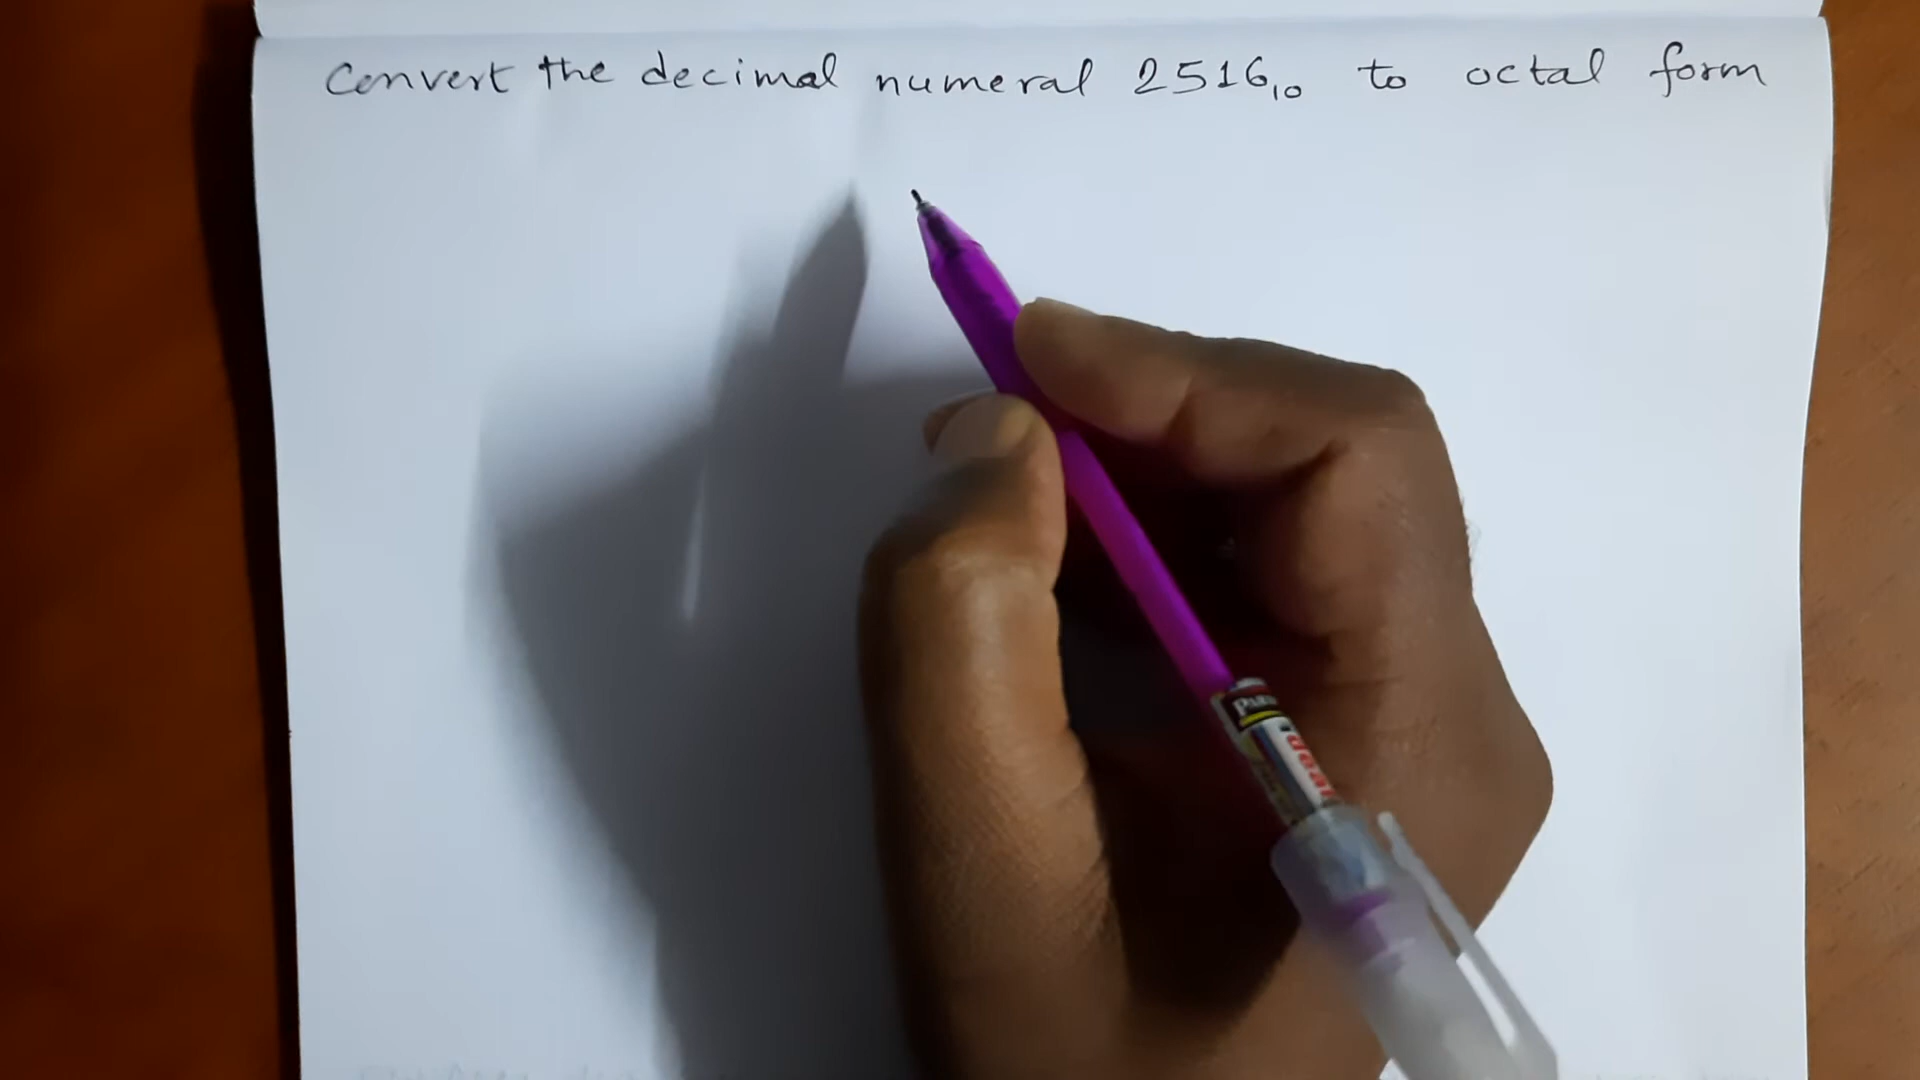 Convert the decimal numeral 2516₁₀ to octal form